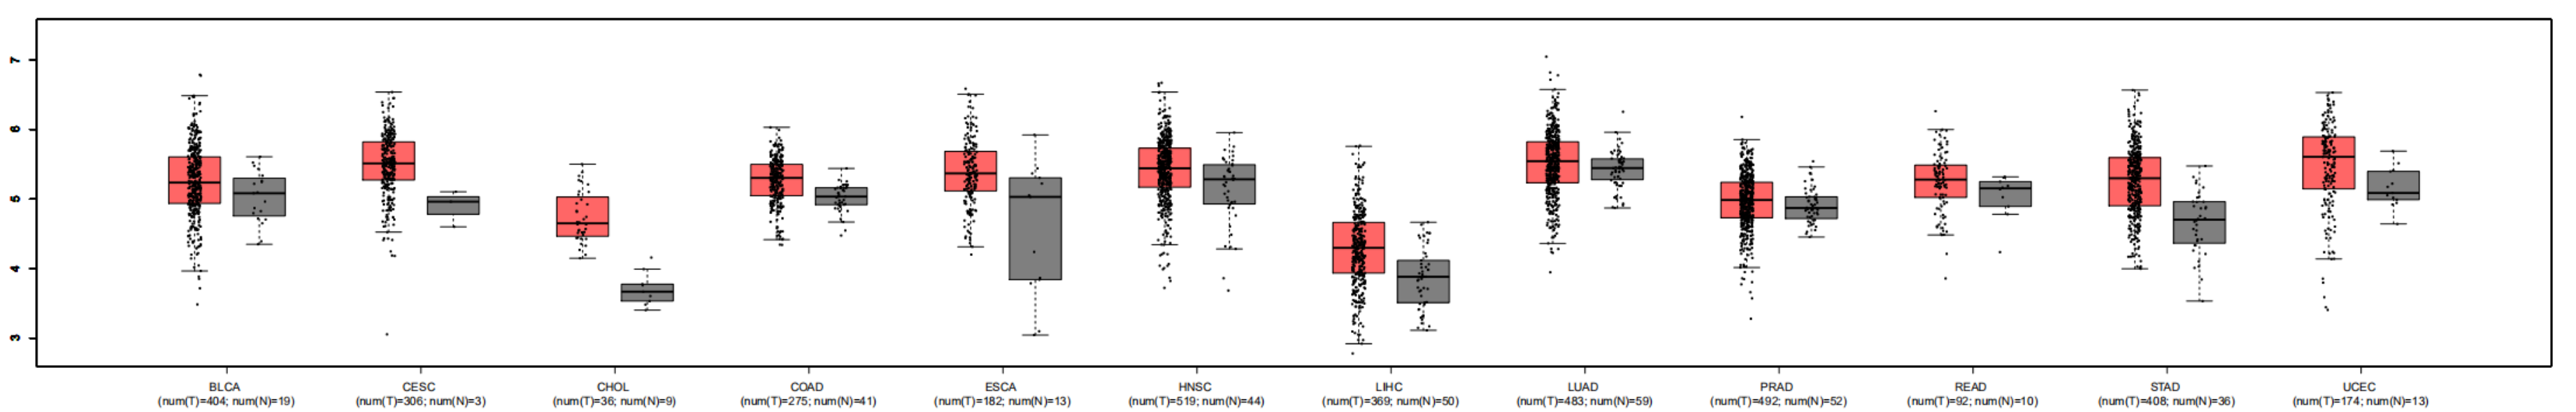 7
6
5
4
3
BLCA CESC CHOL COAD ESCA HNSC LIHC LUAD PRAD READ STAD UCEC
(num(T)=404; num(N)=19) (num(T)=306; num(N)=3) (num(T)=36; num(N)=9) (num(T)=275; num(N)=41) (num(T)=182; num(N)=13) (num(T)=519; num(N)=44) (num(T)=369; num(N)=50) (num(T)=483; num(N)=59) (num(T)=492; num(N)=52) (num(T)=92; num(N)=10) (num(T)=408; num(N)=36) (num(T)=174; num(N)=13)